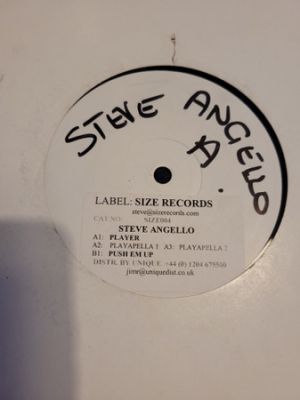 STEVE ANGELLO
A.
LABEL: SIZE RECORDS
steve@sizerecords.com
CAT NO: SIZE004
STEVE ANGELLO
A1: PLAYER
A2: PLAYAPELLA 1 A3: PLAYAPELLA 2
B1: PUSH EM UP
DISTR. BY UNIQUE +44 (0) 1204 675500
jimr@uniquedist.co.uk